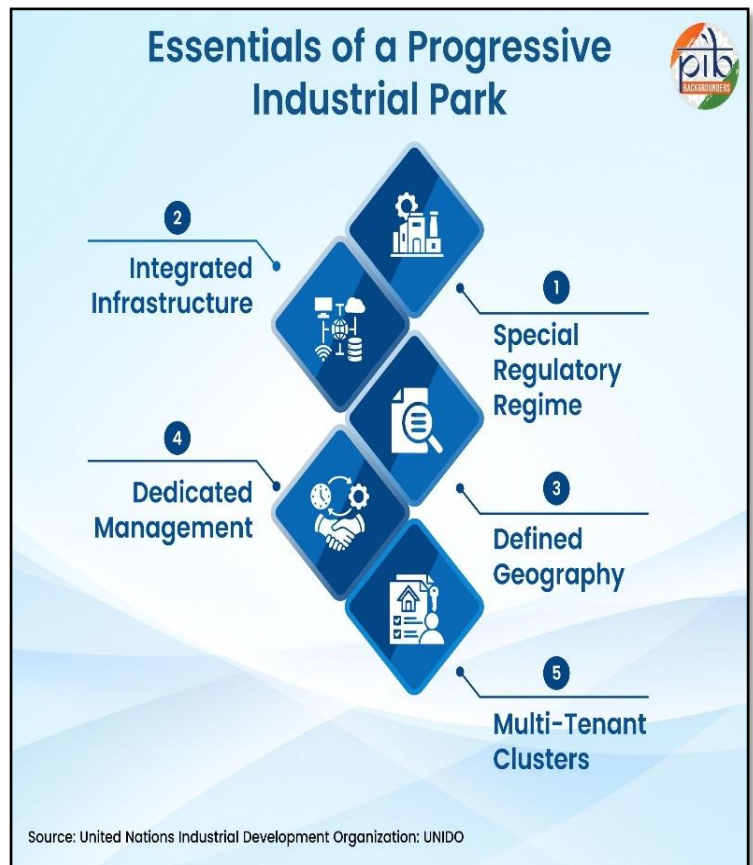 Essentials of a Progressive
Industrial Park
pib
BACKGROUNDERS
1
Special
Regulatory
Regime
2
Integrated
Infrastructure
3
Defined
Geography
4
Dedicated
Management
5
Multi-Tenant
Clusters
Source: United Nations Industrial Development Organization: UNIDO